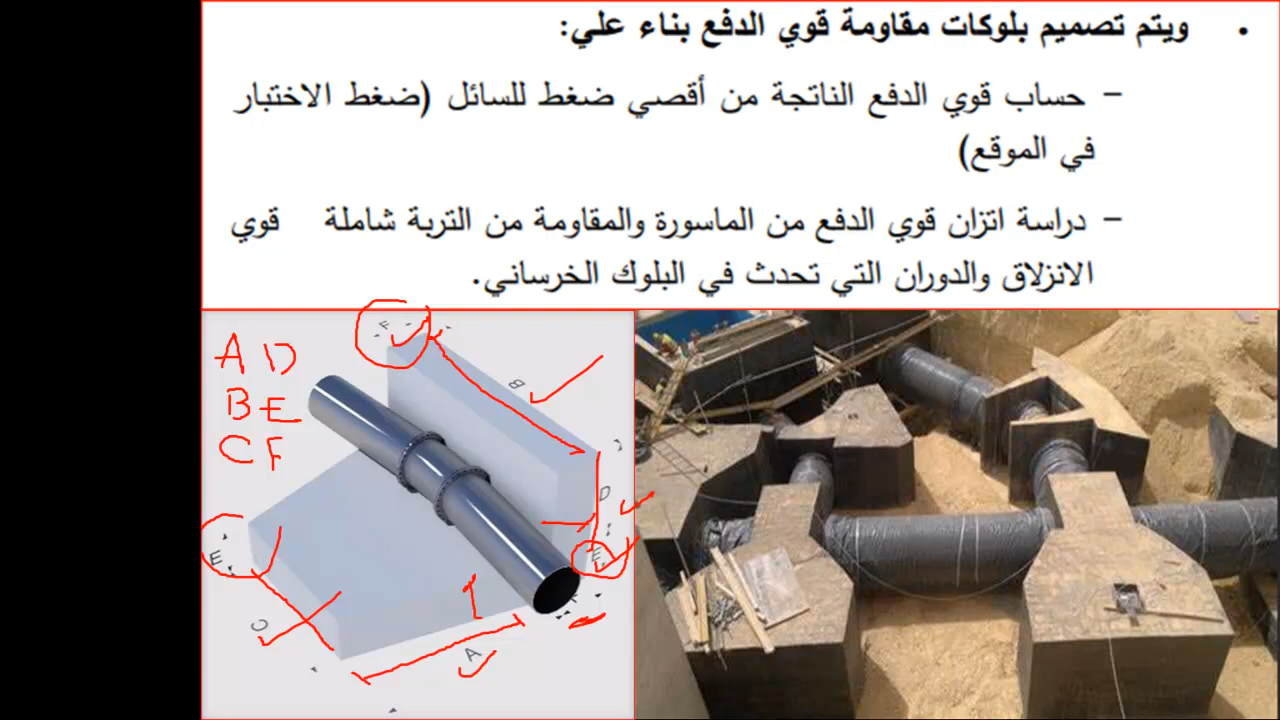 • ويتم تصميم بلوكات مقاومة قوي الدفع بناء علي:
– حساب قوي الدفع الناتجة من أقصي ضغط للسائل (ضغط الاختبار
في الموقع)
– دراسة اتزان قوي الدفع من الماسورة والمقاومة من التربة شاملة قوي
الانزلاق والدوران التي تحدث في البلوك الخرساني.
A D
B E
C F
F
B
D
E
E
C
A